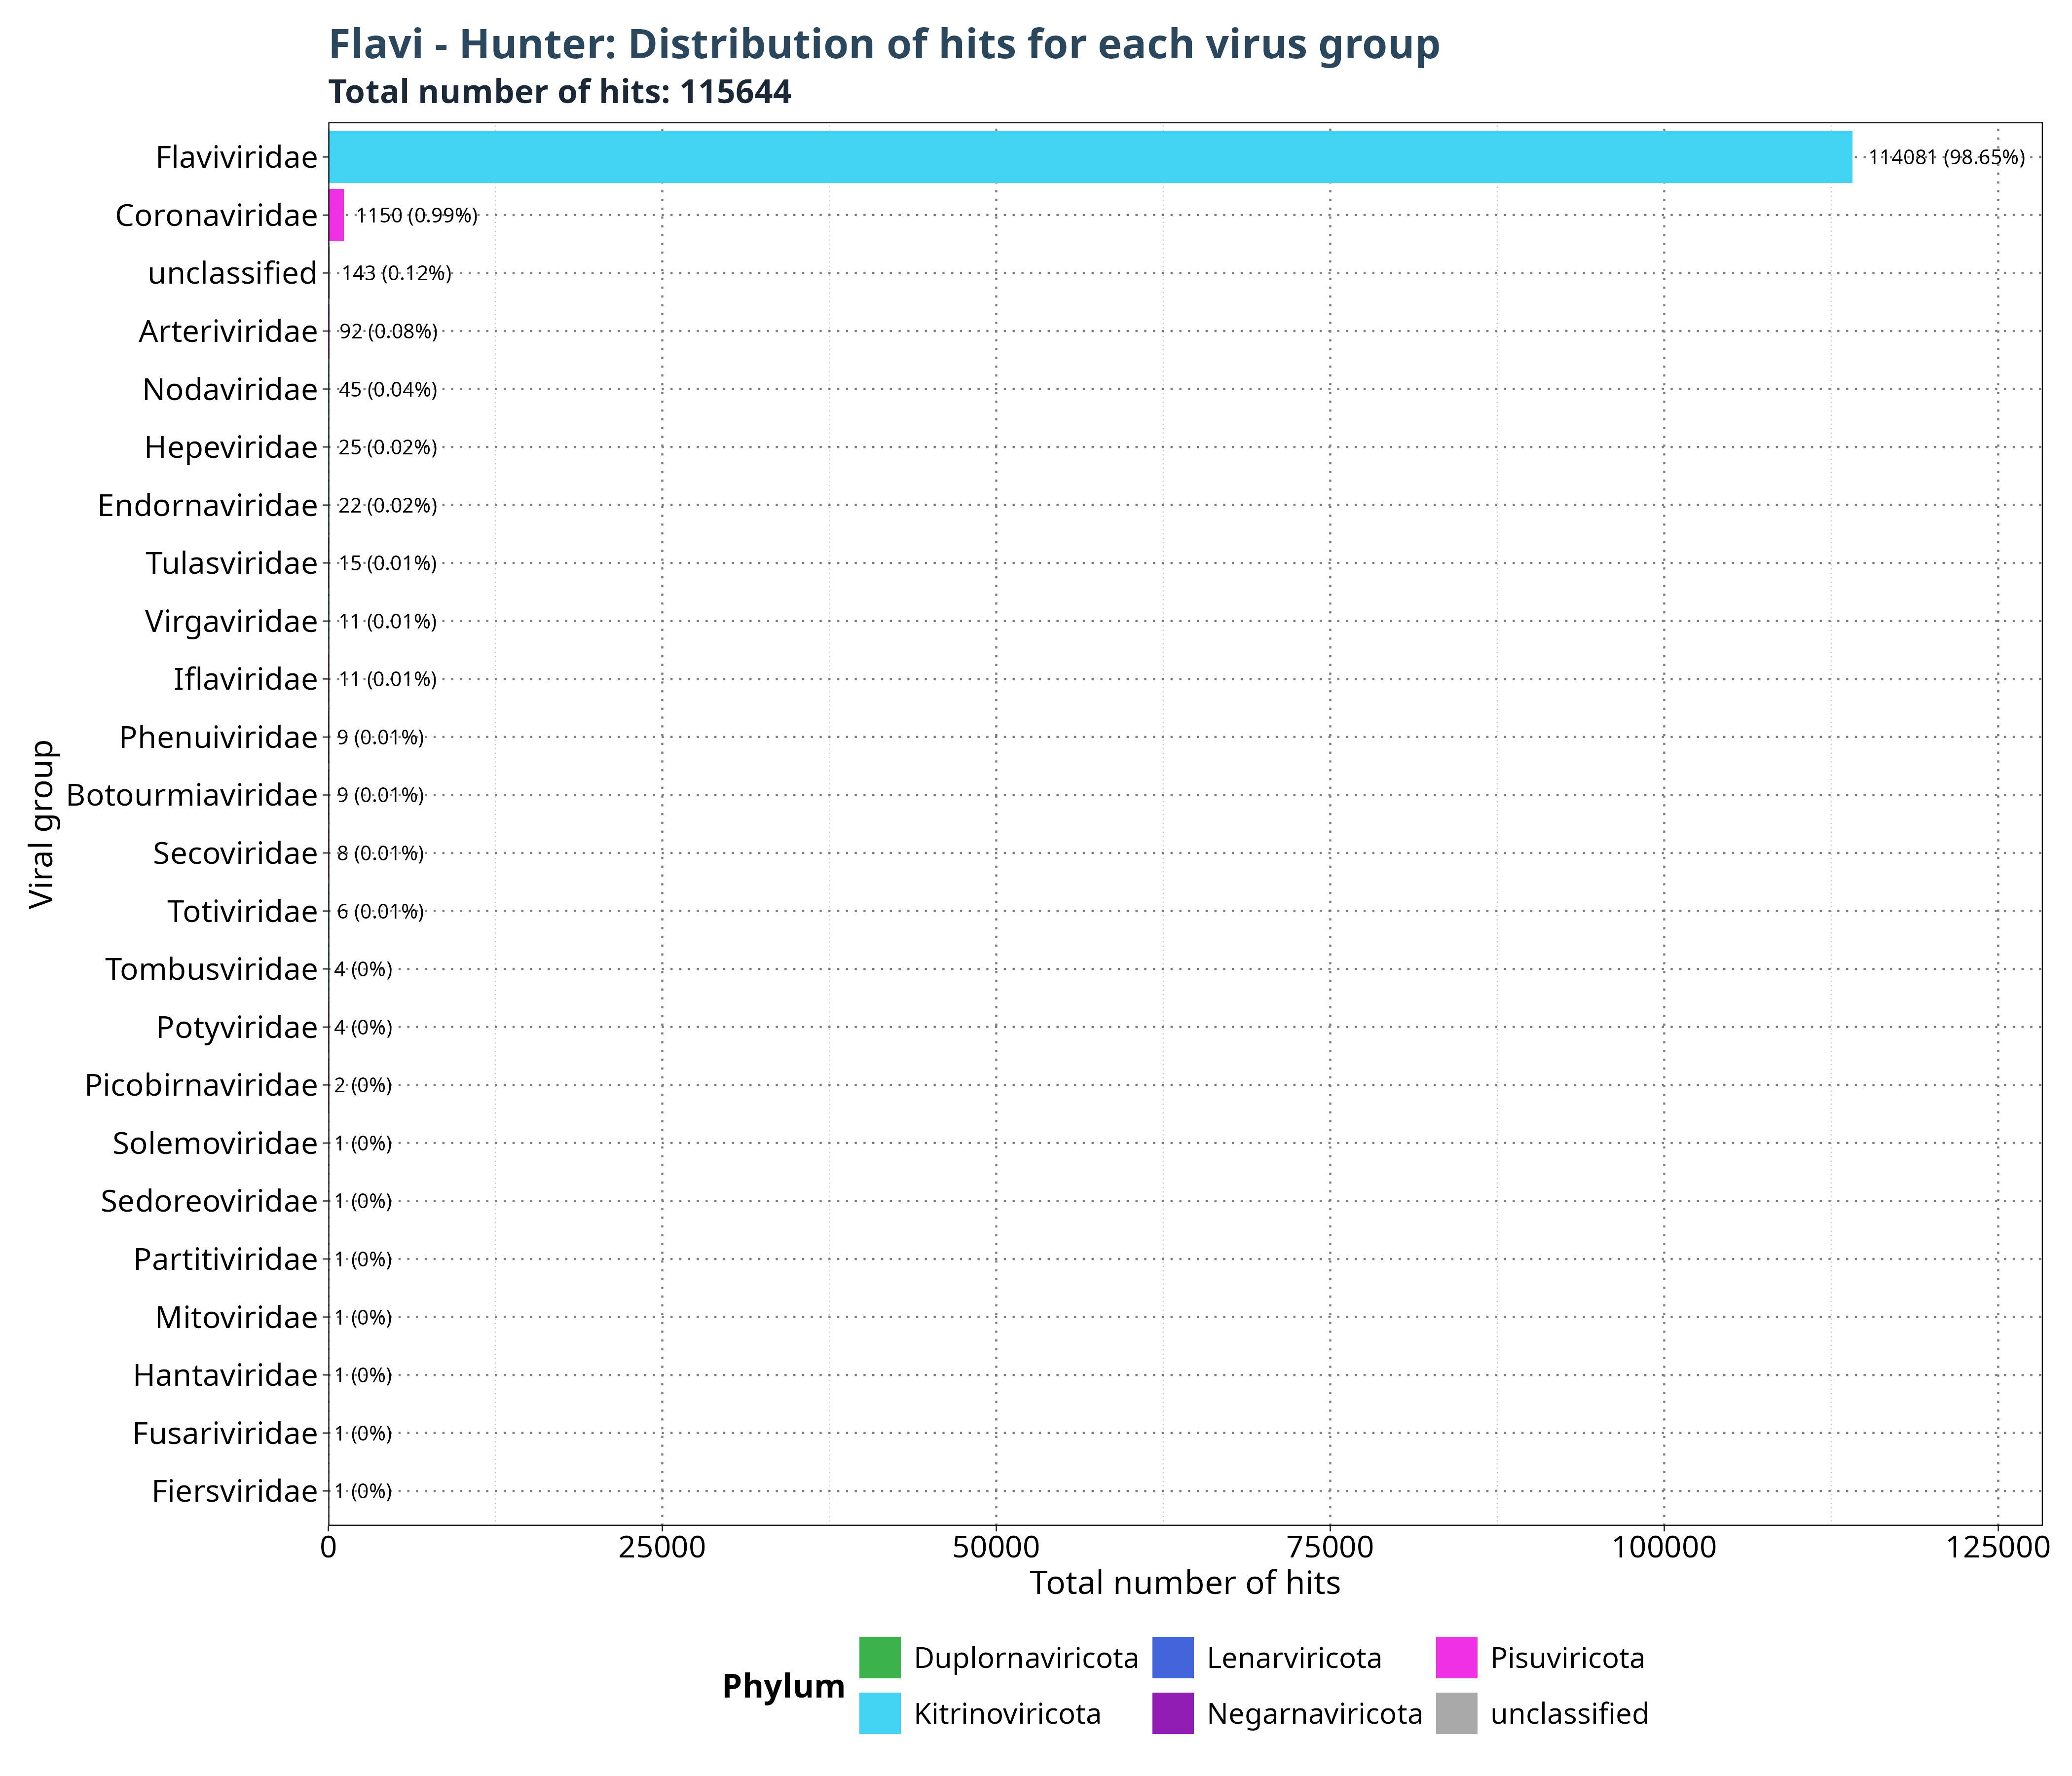 Flavi - Hunter: Distribution of hits for each virus group
Total number of hits: 115644
Flaviviridae 114081 (98.65%)
Coronaviridae 1150 (0.99%)
unclassified 143 (0.12%)
Arteriviridae 92 (0.08%)
Nodaviridae 45 (0.04%)
Hepeviridae 25 (0.02%)
Endornaviridae 22 (0.02%)
Tulasviridae 15 (0.01%)
Virgaviridae 11 (0.01%)
Iflaviridae 11 (0.01%)
Phenuiviridae 9 (0.01%)
Botourmiaviridae 9 (0.01%)
Secoviridae 8 (0.01%)
Totiviridae 6 (0.01%)
Tombusviridae 4 (0%)
Potyviridae 4 (0%)
Picobirnaviridae 2 (0%)
Solemoviridae 1 (0%)
Sedoreoviridae 1 (0%)
Partitiviridae 1 (0%)
Mitoviridae 1 (0%)
Hantaviridae 1 (0%)
Fusariviridae 1 (0%)
Fiersviridae 1 (0%)
Viral group
0 25000 50000 75000 100000 125000
Total number of hits
Phylum
Duplornaviricota Lenarviricota Pisuviricota
Kitrinoviricota Negarnaviricota unclassified